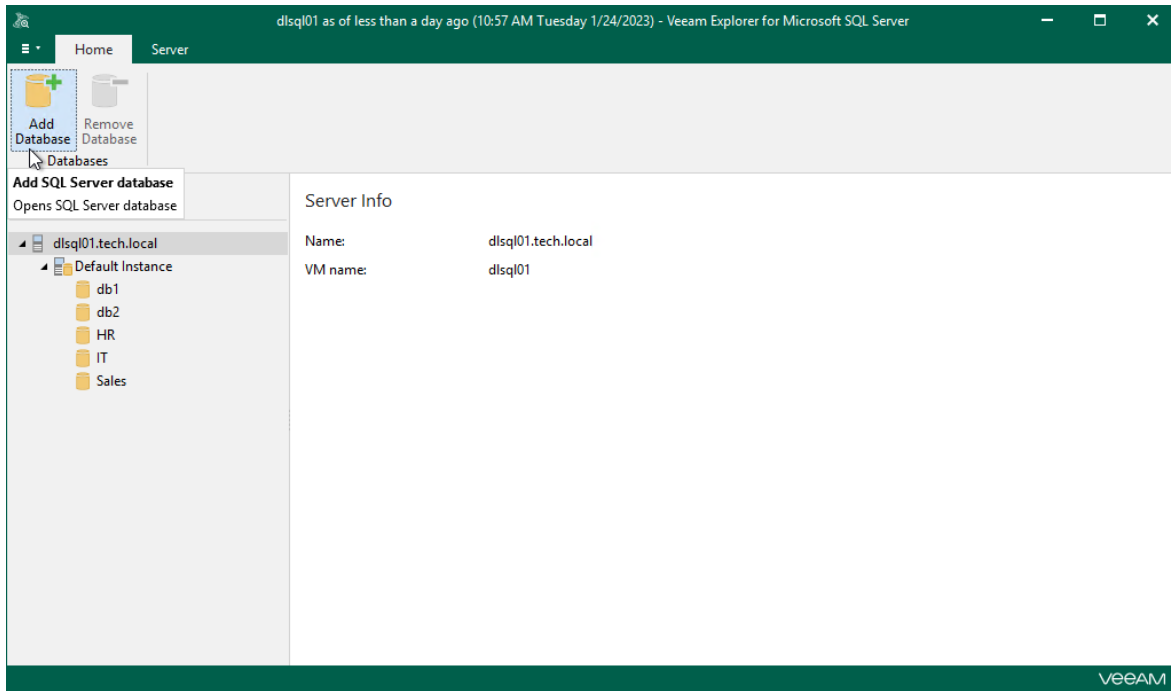 dlsql01 as of less than a day ago (10:57 AM Tuesday 1/24/2023) - Veeam Explorer for Microsoft SQL Server
Home Server
Add Remove
Database Database
Databases
Add SQL Server database
Opens SQL Server database
Server Info
dlsql01.tech.local
Name: dlsql01.tech.local
Default Instance
VM name: dlsql01
db1
db2
HR
IT
Sales
veeam